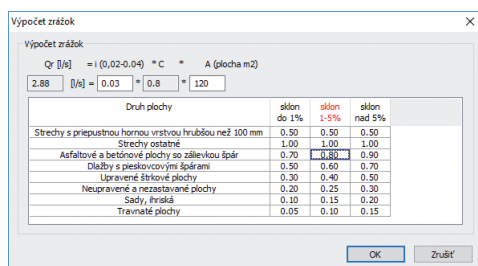 Výpočet zrážok
Výpočet zrážok
Qr [l/s] = i (0,02-0.04) * C * A (plocha m2)
2.88 [l/s] = 0.03 * 0.8 * 120
Druh plochy sklon do 1% sklon 1-5% sklon nad 5%
Strechy s priepustnou hornou vrstvou hrubšou než 100 mm 0.50 0.50 0.50
Strechy ostatné 1.00 1.00 1.00
Asfaltové a betónové plochy so zálievkou špár 0.70 0.80 0.90
Dlažby s pieskovcovými špárami 0.50 0.60 0.70
Upravené štrkové plochy 0.30 0.40 0.50
Neupravené a nezastavané plochy 0.20 0.25 0.30
Sady, ihriská 0.10 0.15 0.20
Travnaté plochy 0.05 0.10 0.15
OK Zrušiť